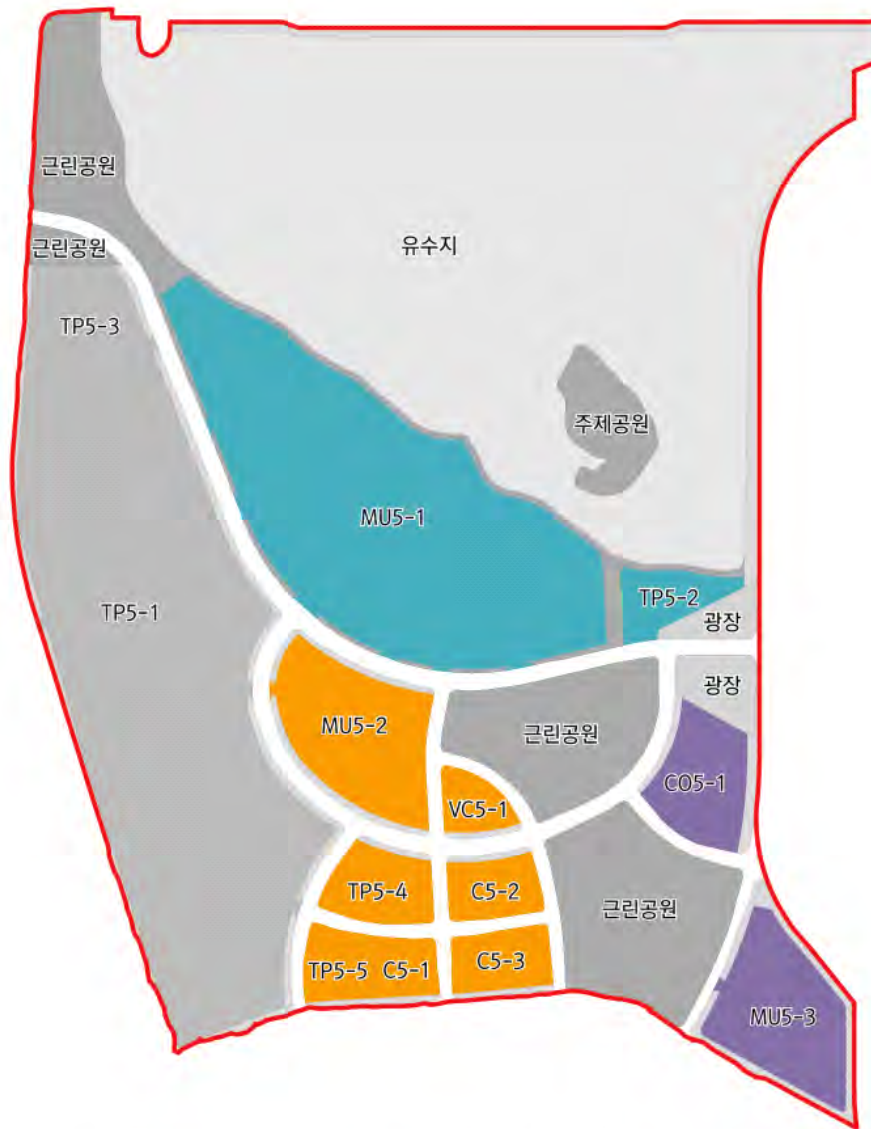 근린공원
유수지
근린공원
TP5-3
주제공원
MU5-1
TP5-2
TP5-1
광장
광장
MU5-2
근린공원
CO5-1
VC5-1
TP5-4
C5-2
근린공원
TP5-5 C5-1
C5-3
MU5-3